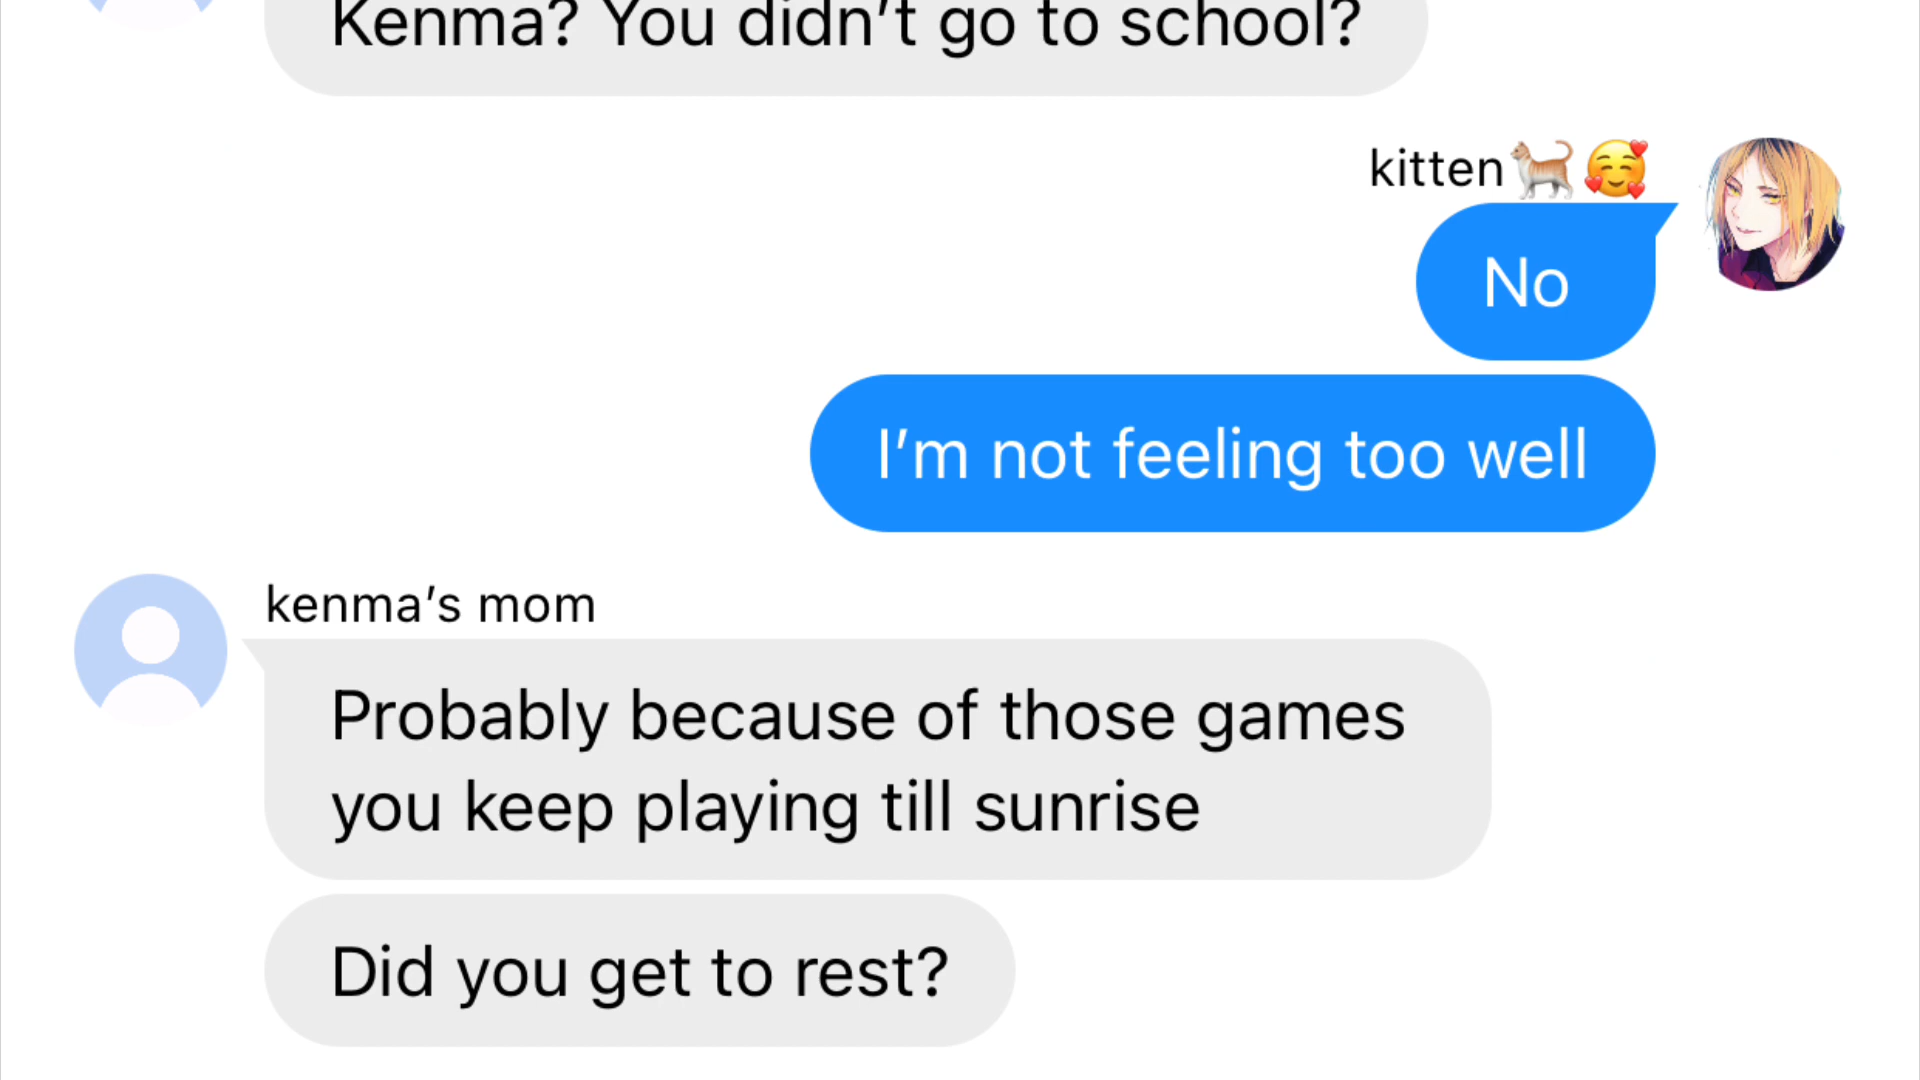 Kenma? You didn’t go to school?
kitten🐈🥰
No
I’m not feeling too well
kenma’s mom
Probably because of those games
you keep playing till sunrise
Did you get to rest?